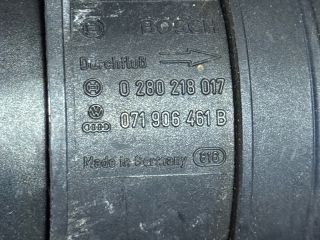 BOSCH
Durchfluß
0 280 218 017
071 906 461 B
Made in Germany